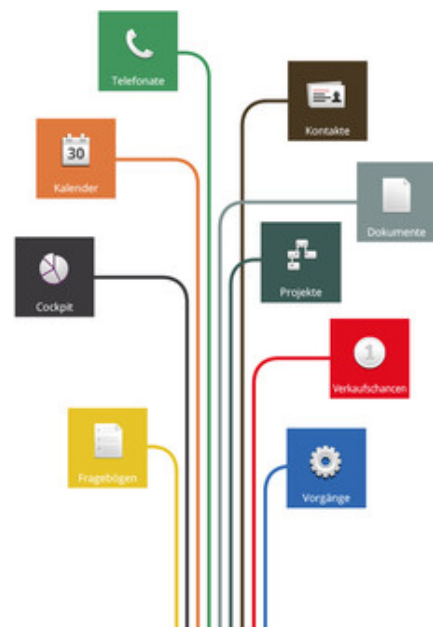 Telefonate
Kontakte
30
Kalender
Dokumente
Cockpit
Projekte
1
Verkaufschancen
Fragebögen
Vorgänge